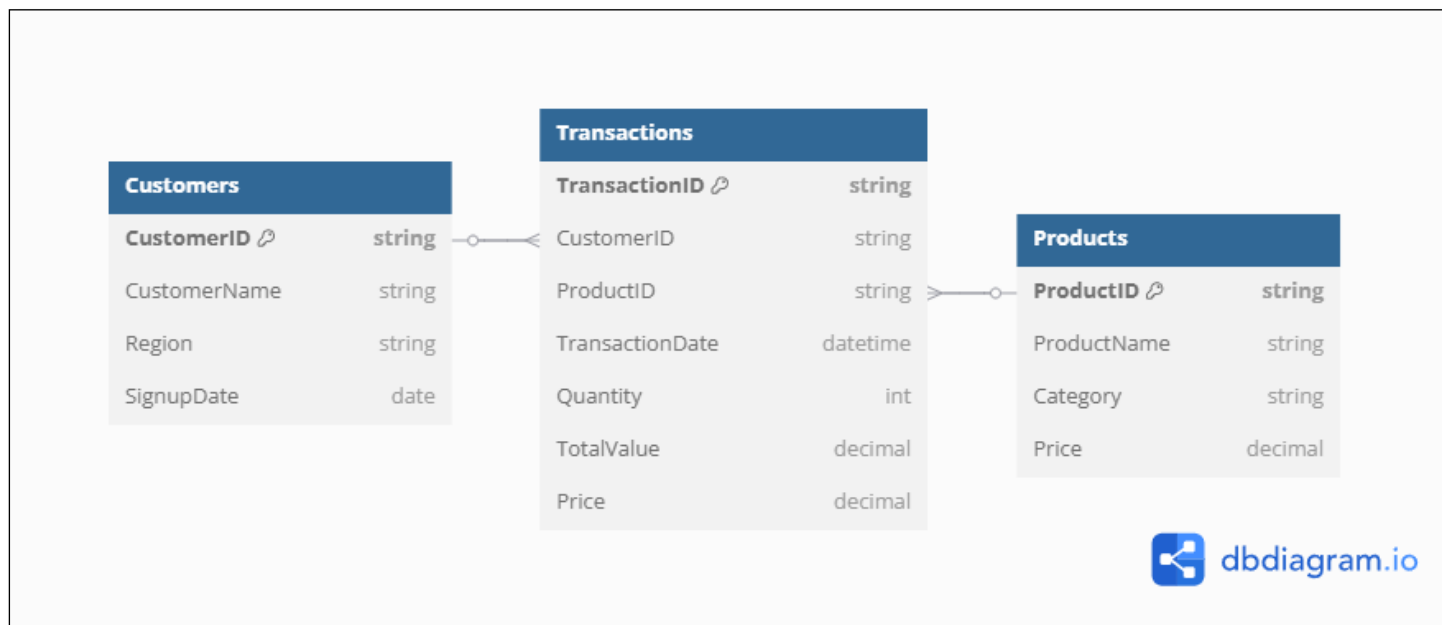 Customers
CustomerID string
CustomerName string
Region string
SignupDate date
Transactions
TransactionID string
CustomerID string
ProductID string
TransactionDate datetime
Quantity int
TotalValue decimal
Price decimal
Products
ProductID string
ProductName string
Category string
Price decimal
dbdiagram.io